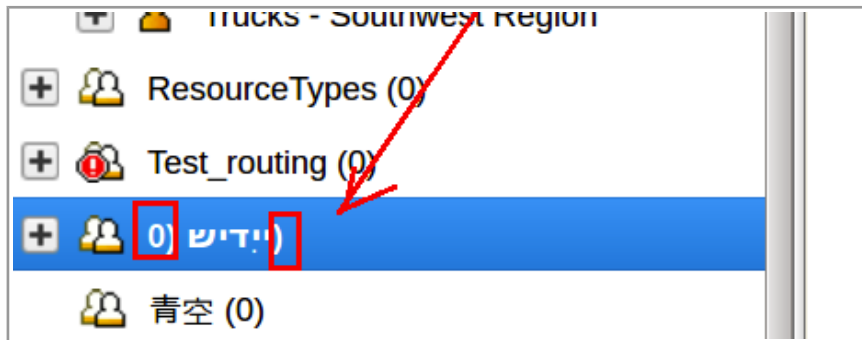 Trucks - Southwest Region
ResourceTypes (0)
Test_routing (0)
ייִדיש (0)
青空 (0)